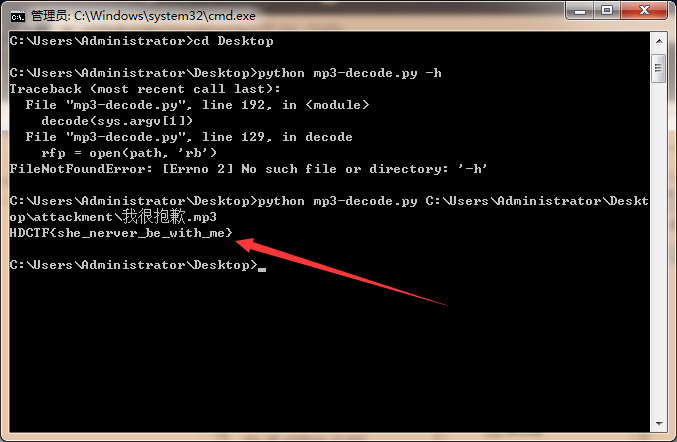 管理员: C:\Windows\system32\cmd.exe
C:\Users\Administrator>cd Desktop
C:\Users\Administrator\Desktop>python mp3-decode.py -h
Traceback (most recent call last):
  File "mp3-decode.py", line 192, in <module>
    decode(sys.argv[1])
  File "mp3-decode.py", line 129, in decode
    rfp = open(path, 'rb')
FileNotFoundError: [Errno 2] No such file or directory: '-h'
C:\Users\Administrator\Desktop>python mp3-decode.py C:\Users\Administrator\Deskt
op\attackment\我很抱歉.mp3
HDCTF{she_nerver_be_with_me}
C:\Users\Administrator\Desktop>